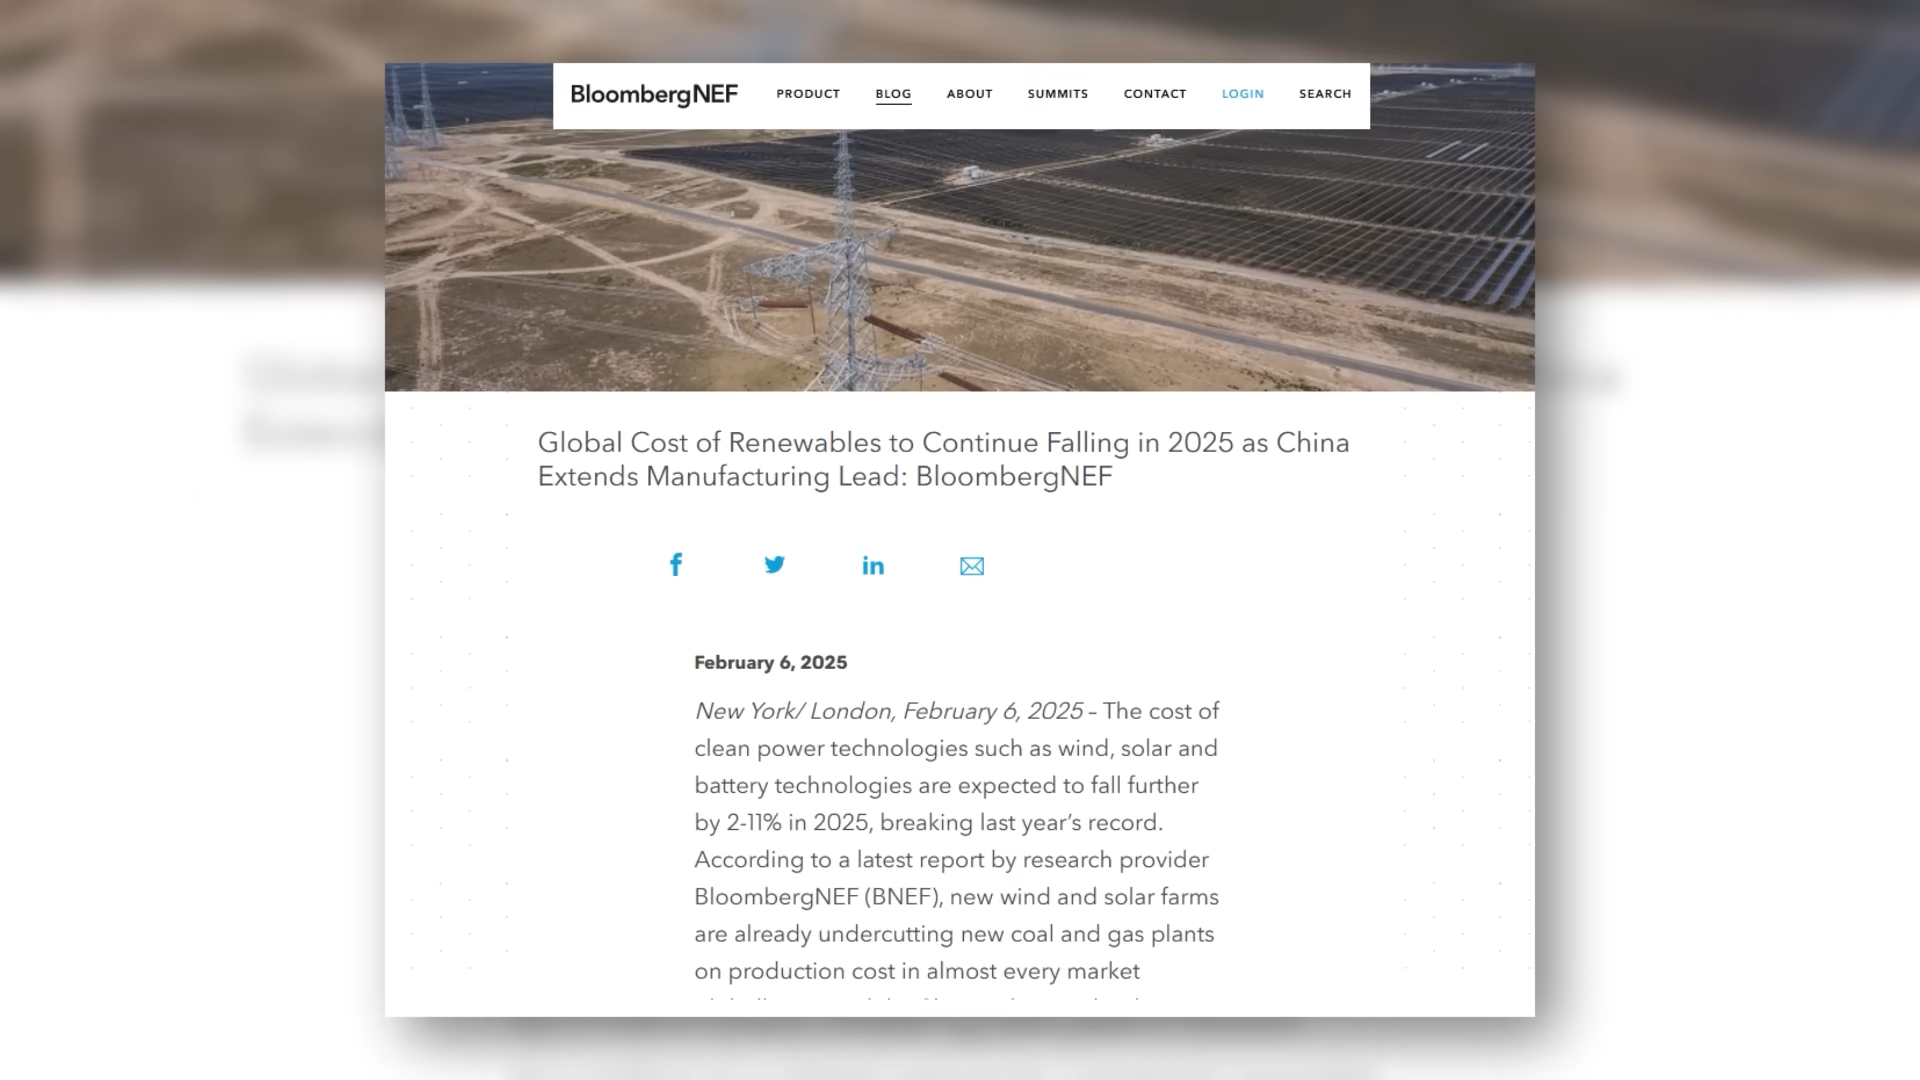 BloombergNEF PRODUCT BLOG ABOUT SUMMITS CONTACT LOGIN SEARCH
Global Cost of Renewables to Continue Falling in 2025 as China
Extends Manufacturing Lead: BloombergNEF
February 6, 2025
New York/ London, February 6, 2025 – The cost of
clean power technologies such as wind, solar and
battery technologies are expected to fall further
by 2-11% in 2025, breaking last year’s record.
According to a latest report by research provider
BloombergNEF (BNEF), new wind and solar farms
are already undercutting new coal and gas plants
on production cost in almost every market